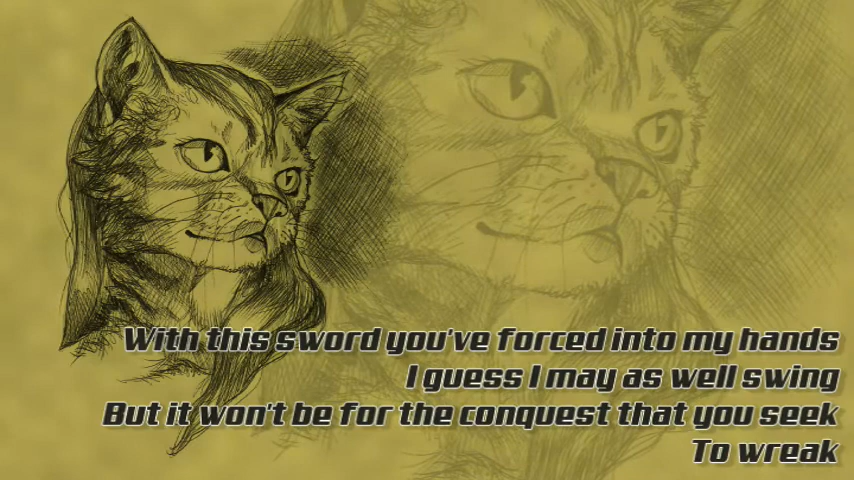 With this sword you've forced into my hands
I guess I may as well swing
But it won't be for the conquest that you seek
To wreak